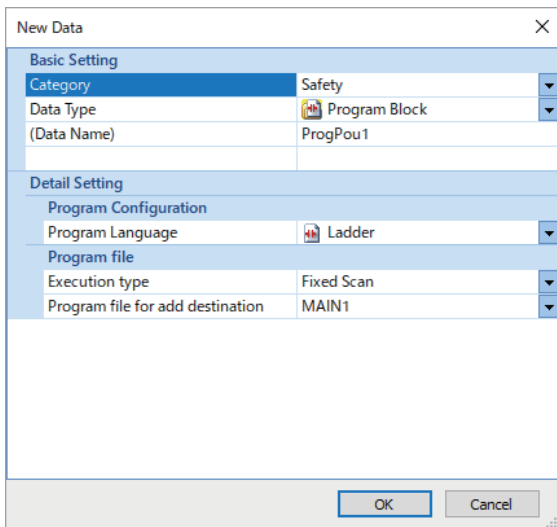 New Data
Basic Setting
Category Safety
Data Type Program Block
(Data Name) ProgPou1
Detail Setting
Program Configuration
Program Language Ladder
Program file
Execution type Fixed Scan
Program file for add destination MAIN1
OK Cancel